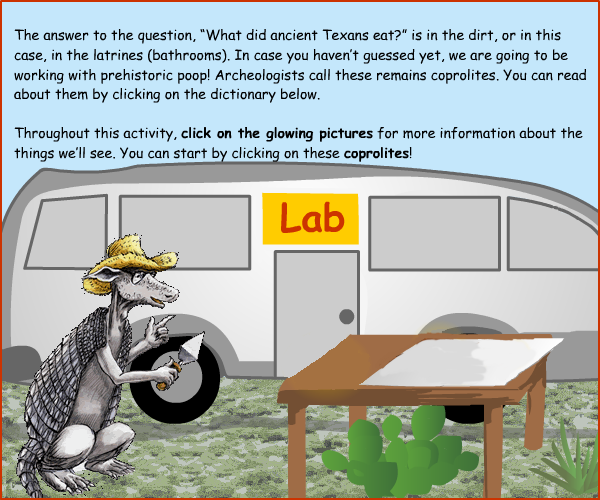 The answer to the question, “What did ancient Texans eat?” is in the dirt, or in this
case, in the latrines (bathrooms). In case you haven’t guessed yet, we are going to be
working with prehistoric poop! Archeologists call these remains coprolites. You can read
about them by clicking on the dictionary below.
Throughout this activity, click on the glowing pictures for more information about the
things we’ll see. You can start by clicking on these coprolites!
Lab